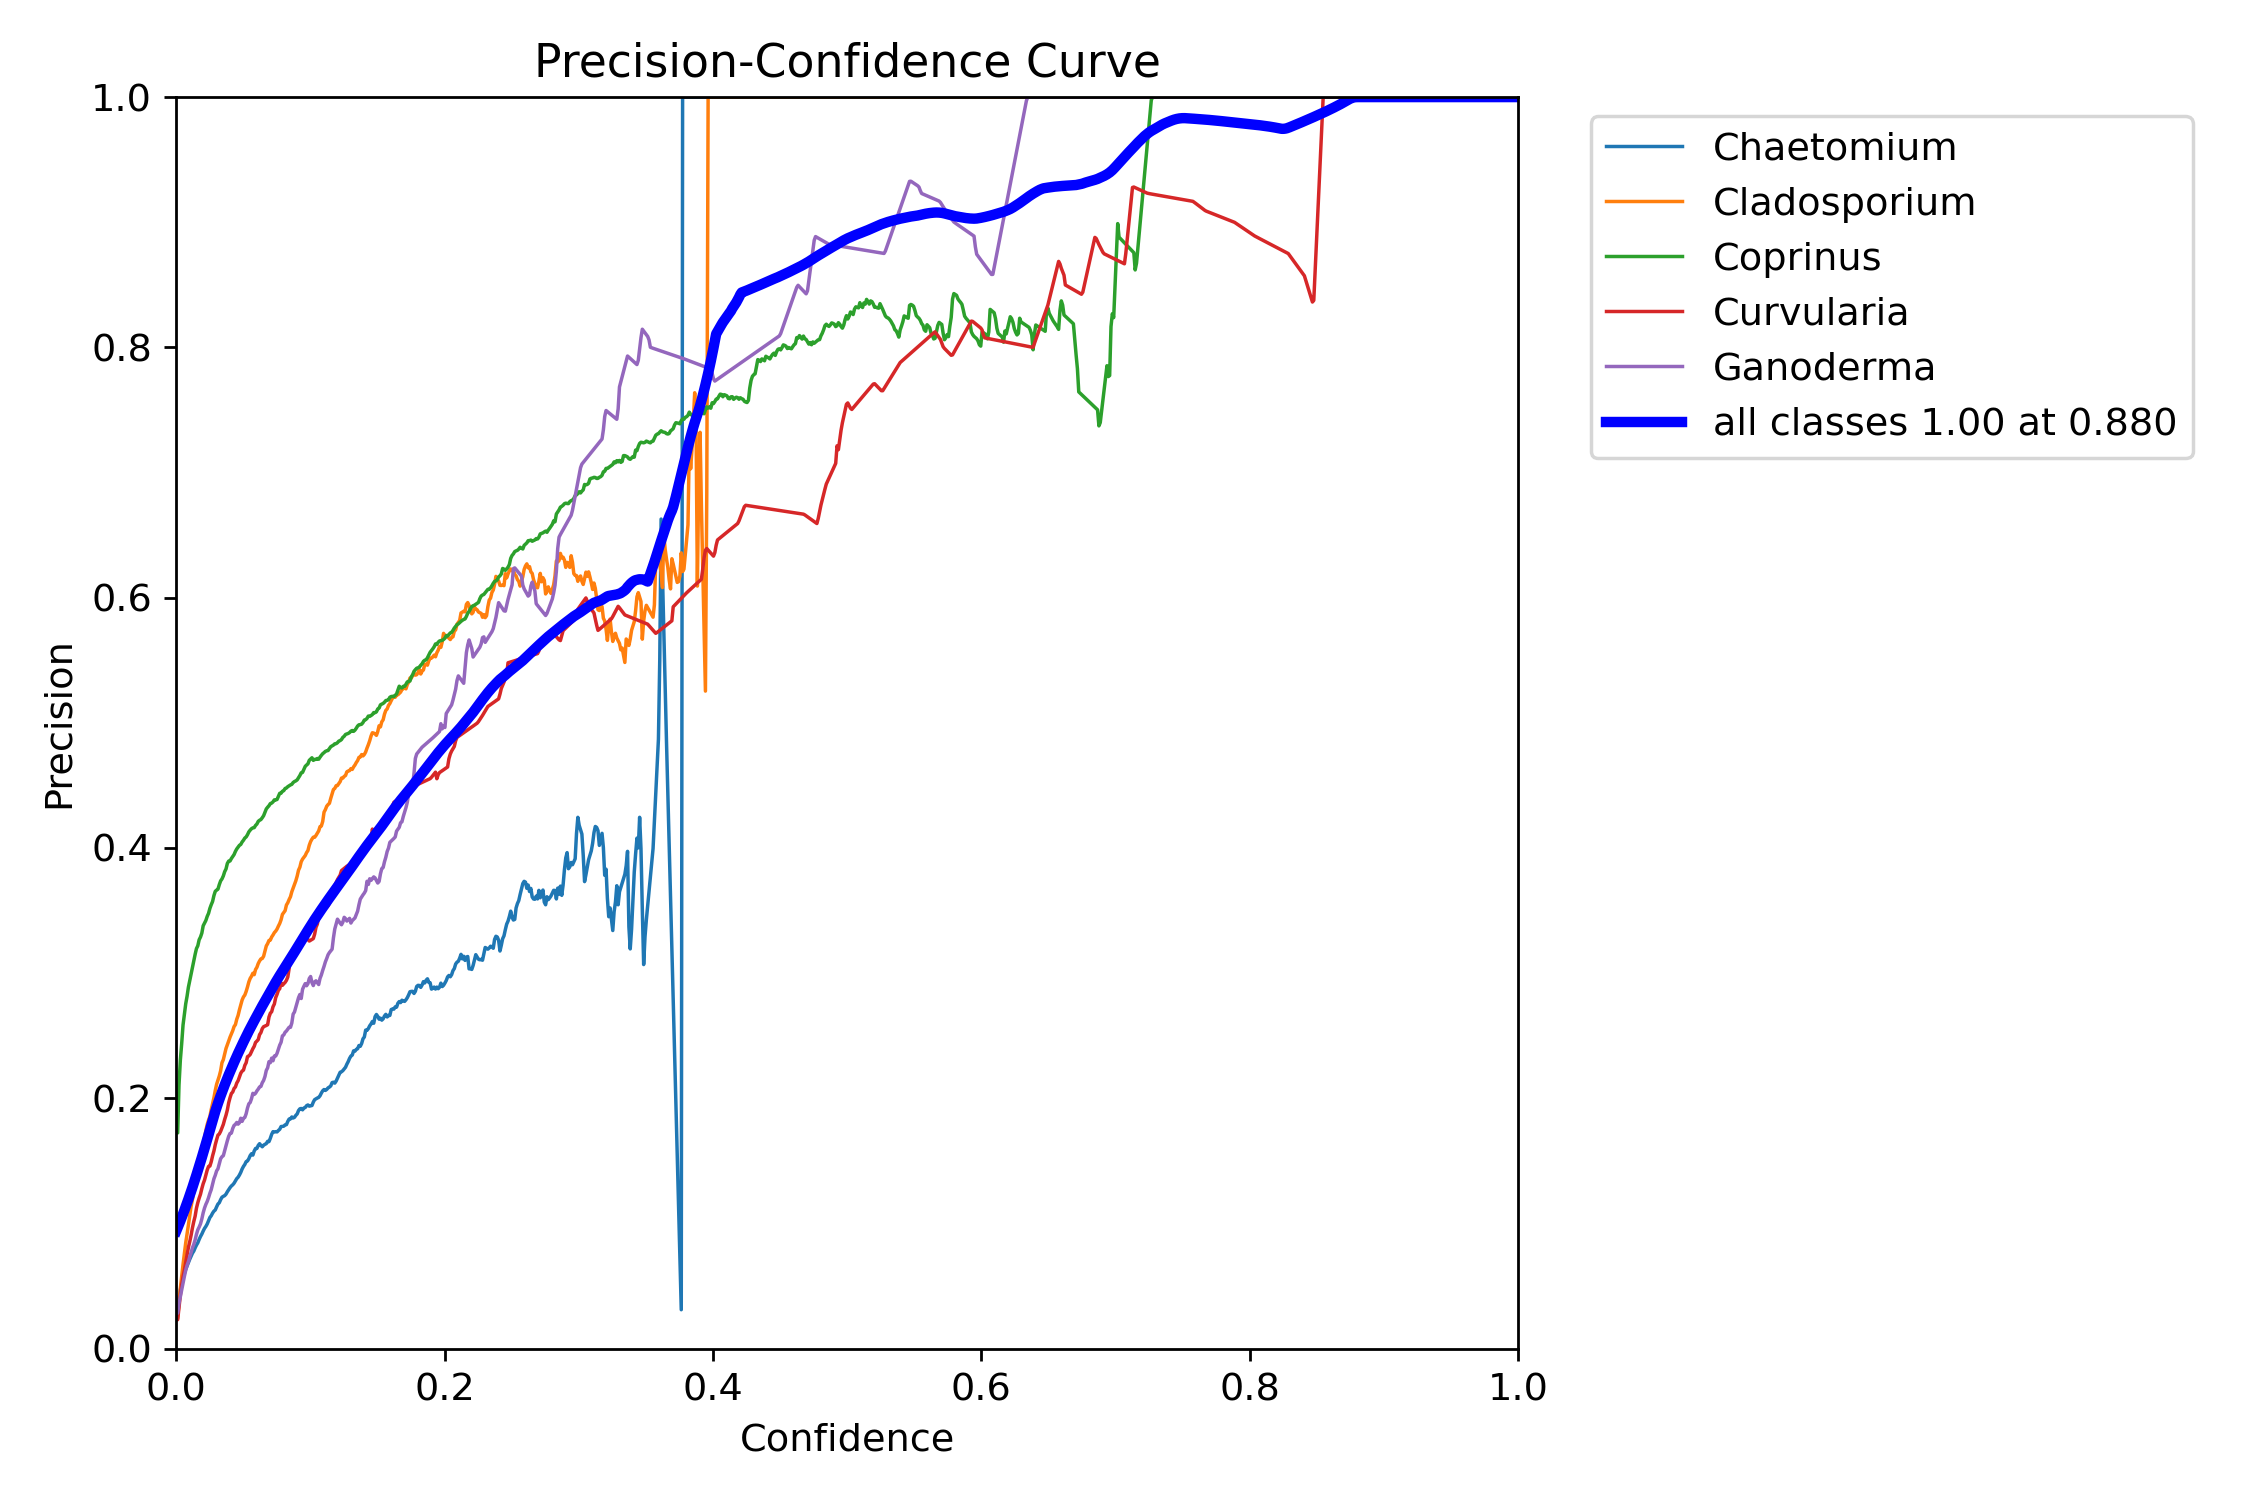 Precision-Confidence Curve
1.0
0.8
0.6
0.4
0.2
0.0
Precision
0.0 0.2 0.4 0.6 0.8 1.0
Confidence
Chaetomium
Cladosporium
Coprinus
Curvularia
Ganoderma
all classes 1.00 at 0.880